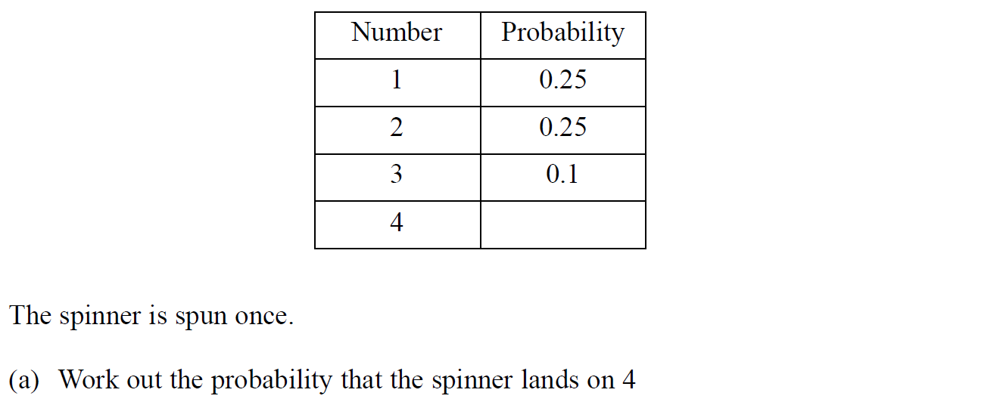 Number Probability
1 0.25
2 0.25
3 0.1
4
The spinner is spun once.
(a) Work out the probability that the spinner lands on 4